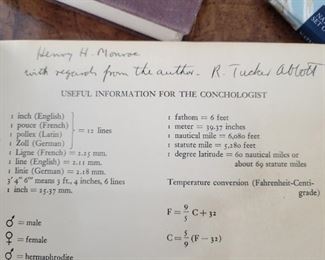 Henry H. Monroe
with regards from the author. R. Tucker Abbott
USEFUL INFORMATION FOR THE CONCHOLOGIST
1 inch (English)
1 pouce (French)
1 pollex (Latin)
1 Zoll (German)
= 12 lines
1 Ligne (French) = 2.25 mm.
1 line (English) = 2.11 mm.
1 linie (German) = 2.18 mm.
3' 4" 6‴ means 3 ft., 4 inches, 6 lines
1 inch = 25.37 mm.
♂ = male
♀ = female
= hermaphrodite
1 fathom = 6 feet
1 meter = 39.37 inches
1 nautical mile = 6,080 feet
1 statute mile = 5,280 feet
1 degree latitude = 60 nautical miles or
about 69 statute miles
Temperature conversion (Fahrenheit-Centi-
grade)
F = 9/5 C + 32
C = 5/9 (F − 32)